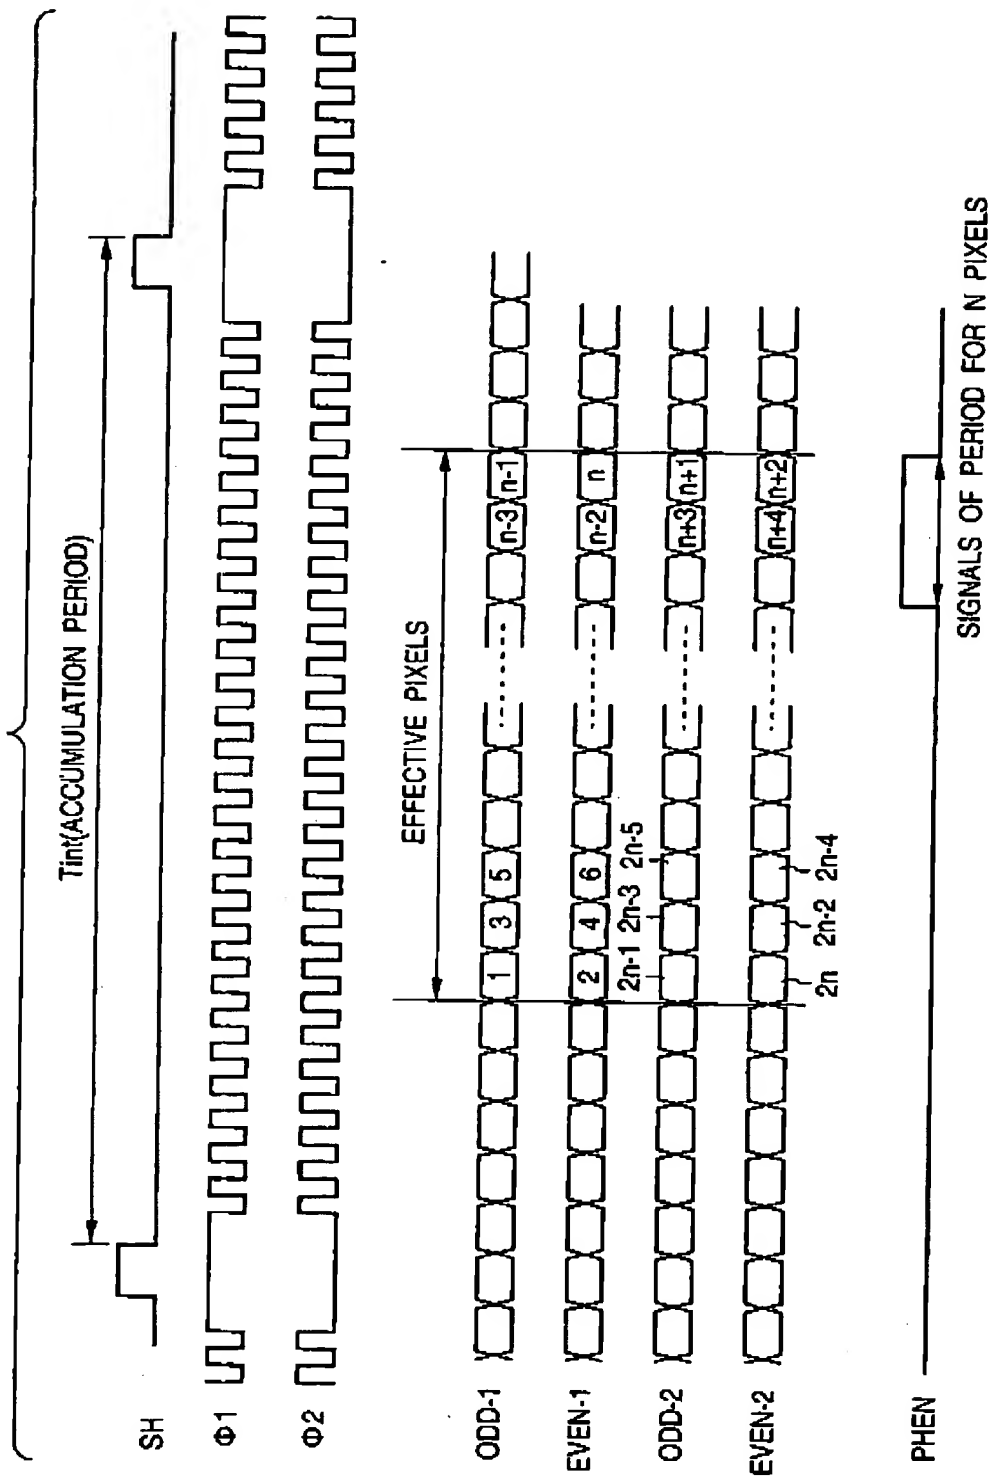 Tint(ACCUMULATION PERIOD)
SH
Φ1
Φ2
EFFECTIVE PIXELS
ODD-1
1 3 5 n-3 n-1
EVEN-1
2 4 6 n-2 n
2n-1 2n-3 2n-5
ODD-2
n+3 n+1
EVEN-2
n+4 n+2
2n 2n-2 2n-4
PHEN
SIGNALS OF PERIOD FOR N PIXELS